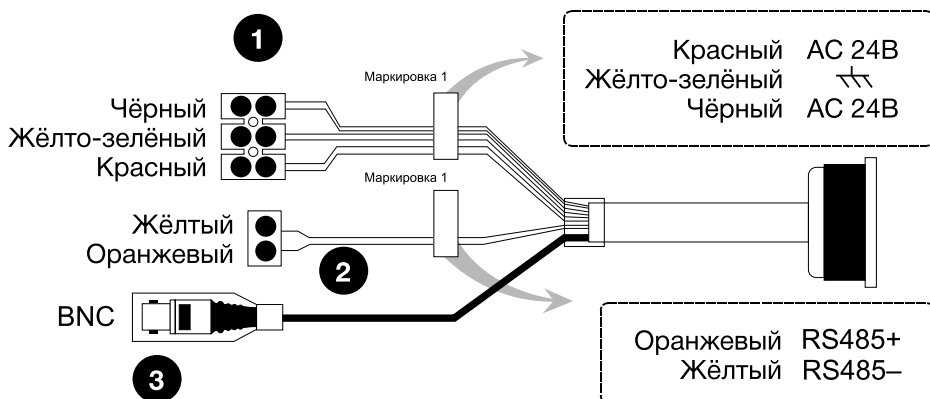 1
Маркировка 1
Чёрный
Жёлто-зелёный
Красный
Красный AC 24В
Жёлто-зелёный
Чёрный AC 24В
Маркировка 1
Жёлтый
Оранжевый
2
BNC
3
Оранжевый RS485+
Жёлтый RS485–